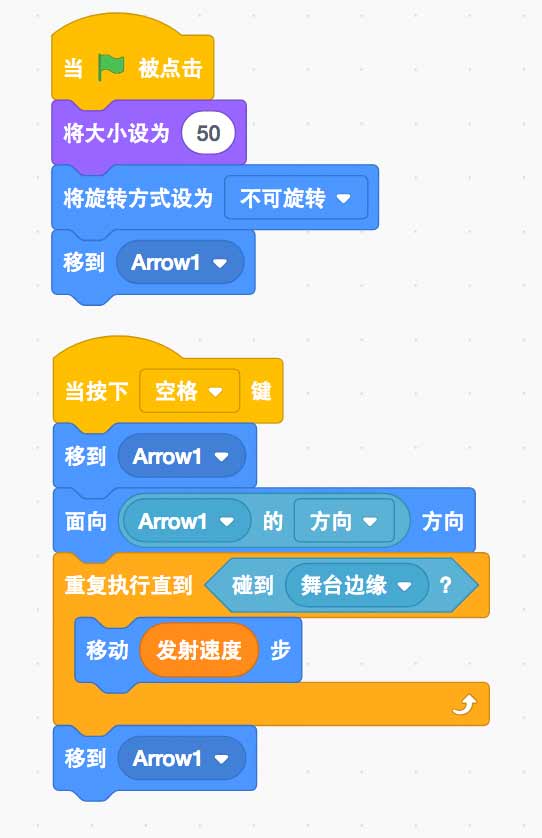 当 被点击
将大小设为 50
将旋转方式设为 不可旋转
移到 Arrow1
当按下 空格 键
移到 Arrow1
面向 Arrow1 的 方向 方向
重复执行直到 碰到 舞台边缘 ?
移动 发射速度 步
移到 Arrow1